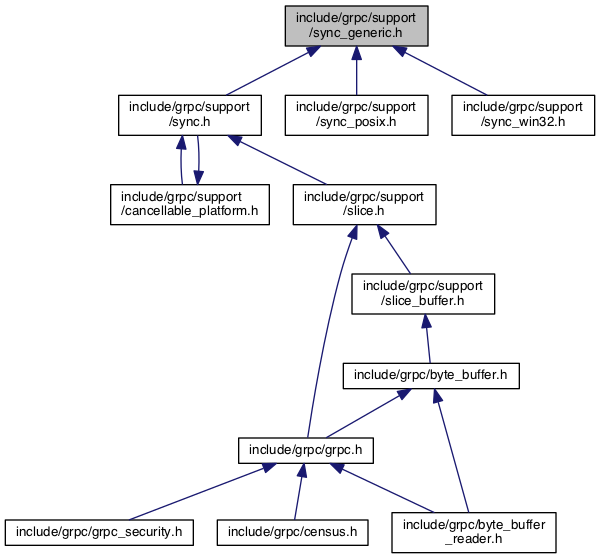 include/grpc/support
/sync_generic.h
include/grpc/support
/sync.h
include/grpc/support
/sync_posix.h
include/grpc/support
/sync_win32.h
include/grpc/support
/cancellable_platform.h
include/grpc/support
/slice.h
include/grpc/support
/slice_buffer.h
include/grpc/byte_buffer.h
include/grpc/grpc.h
include/grpc/grpc_security.h
include/grpc/census.h
include/grpc/byte_buffer
_reader.h